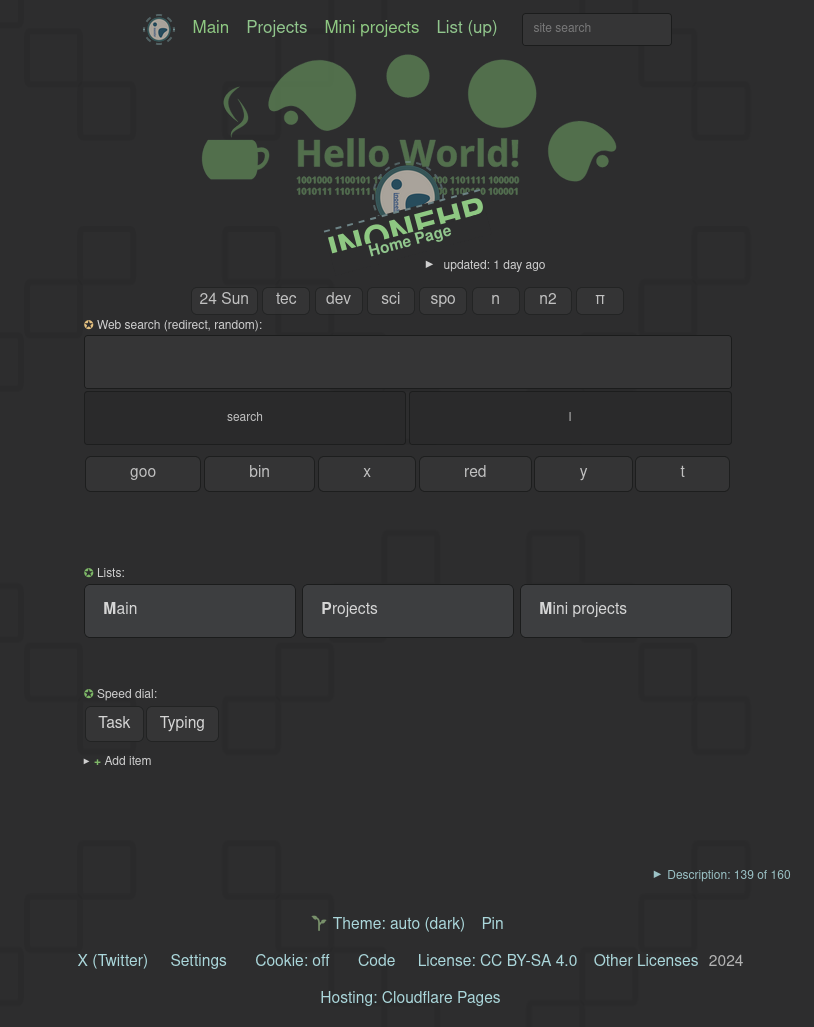 Main Projects Mini projects List (up) site search
Hello World!
1001000 1100101 1101111 100000
1010111 1101111 100001
Home Page
▶ updated: 1 day ago
24 Sun tec dev sci spo n n2 π
✪ Web search (redirect, random):
search l
goo bin x red y t
✪ Lists:
Main Projects Mini projects
✪ Speed dial:
Task Typing
▸ + Add item
▶ Description: 139 of 160
Theme: auto (dark) Pin
X (Twitter) Settings Cookie: off Code License: CC BY-SA 4.0 Other Licenses 2024
Hosting: Cloudflare Pages